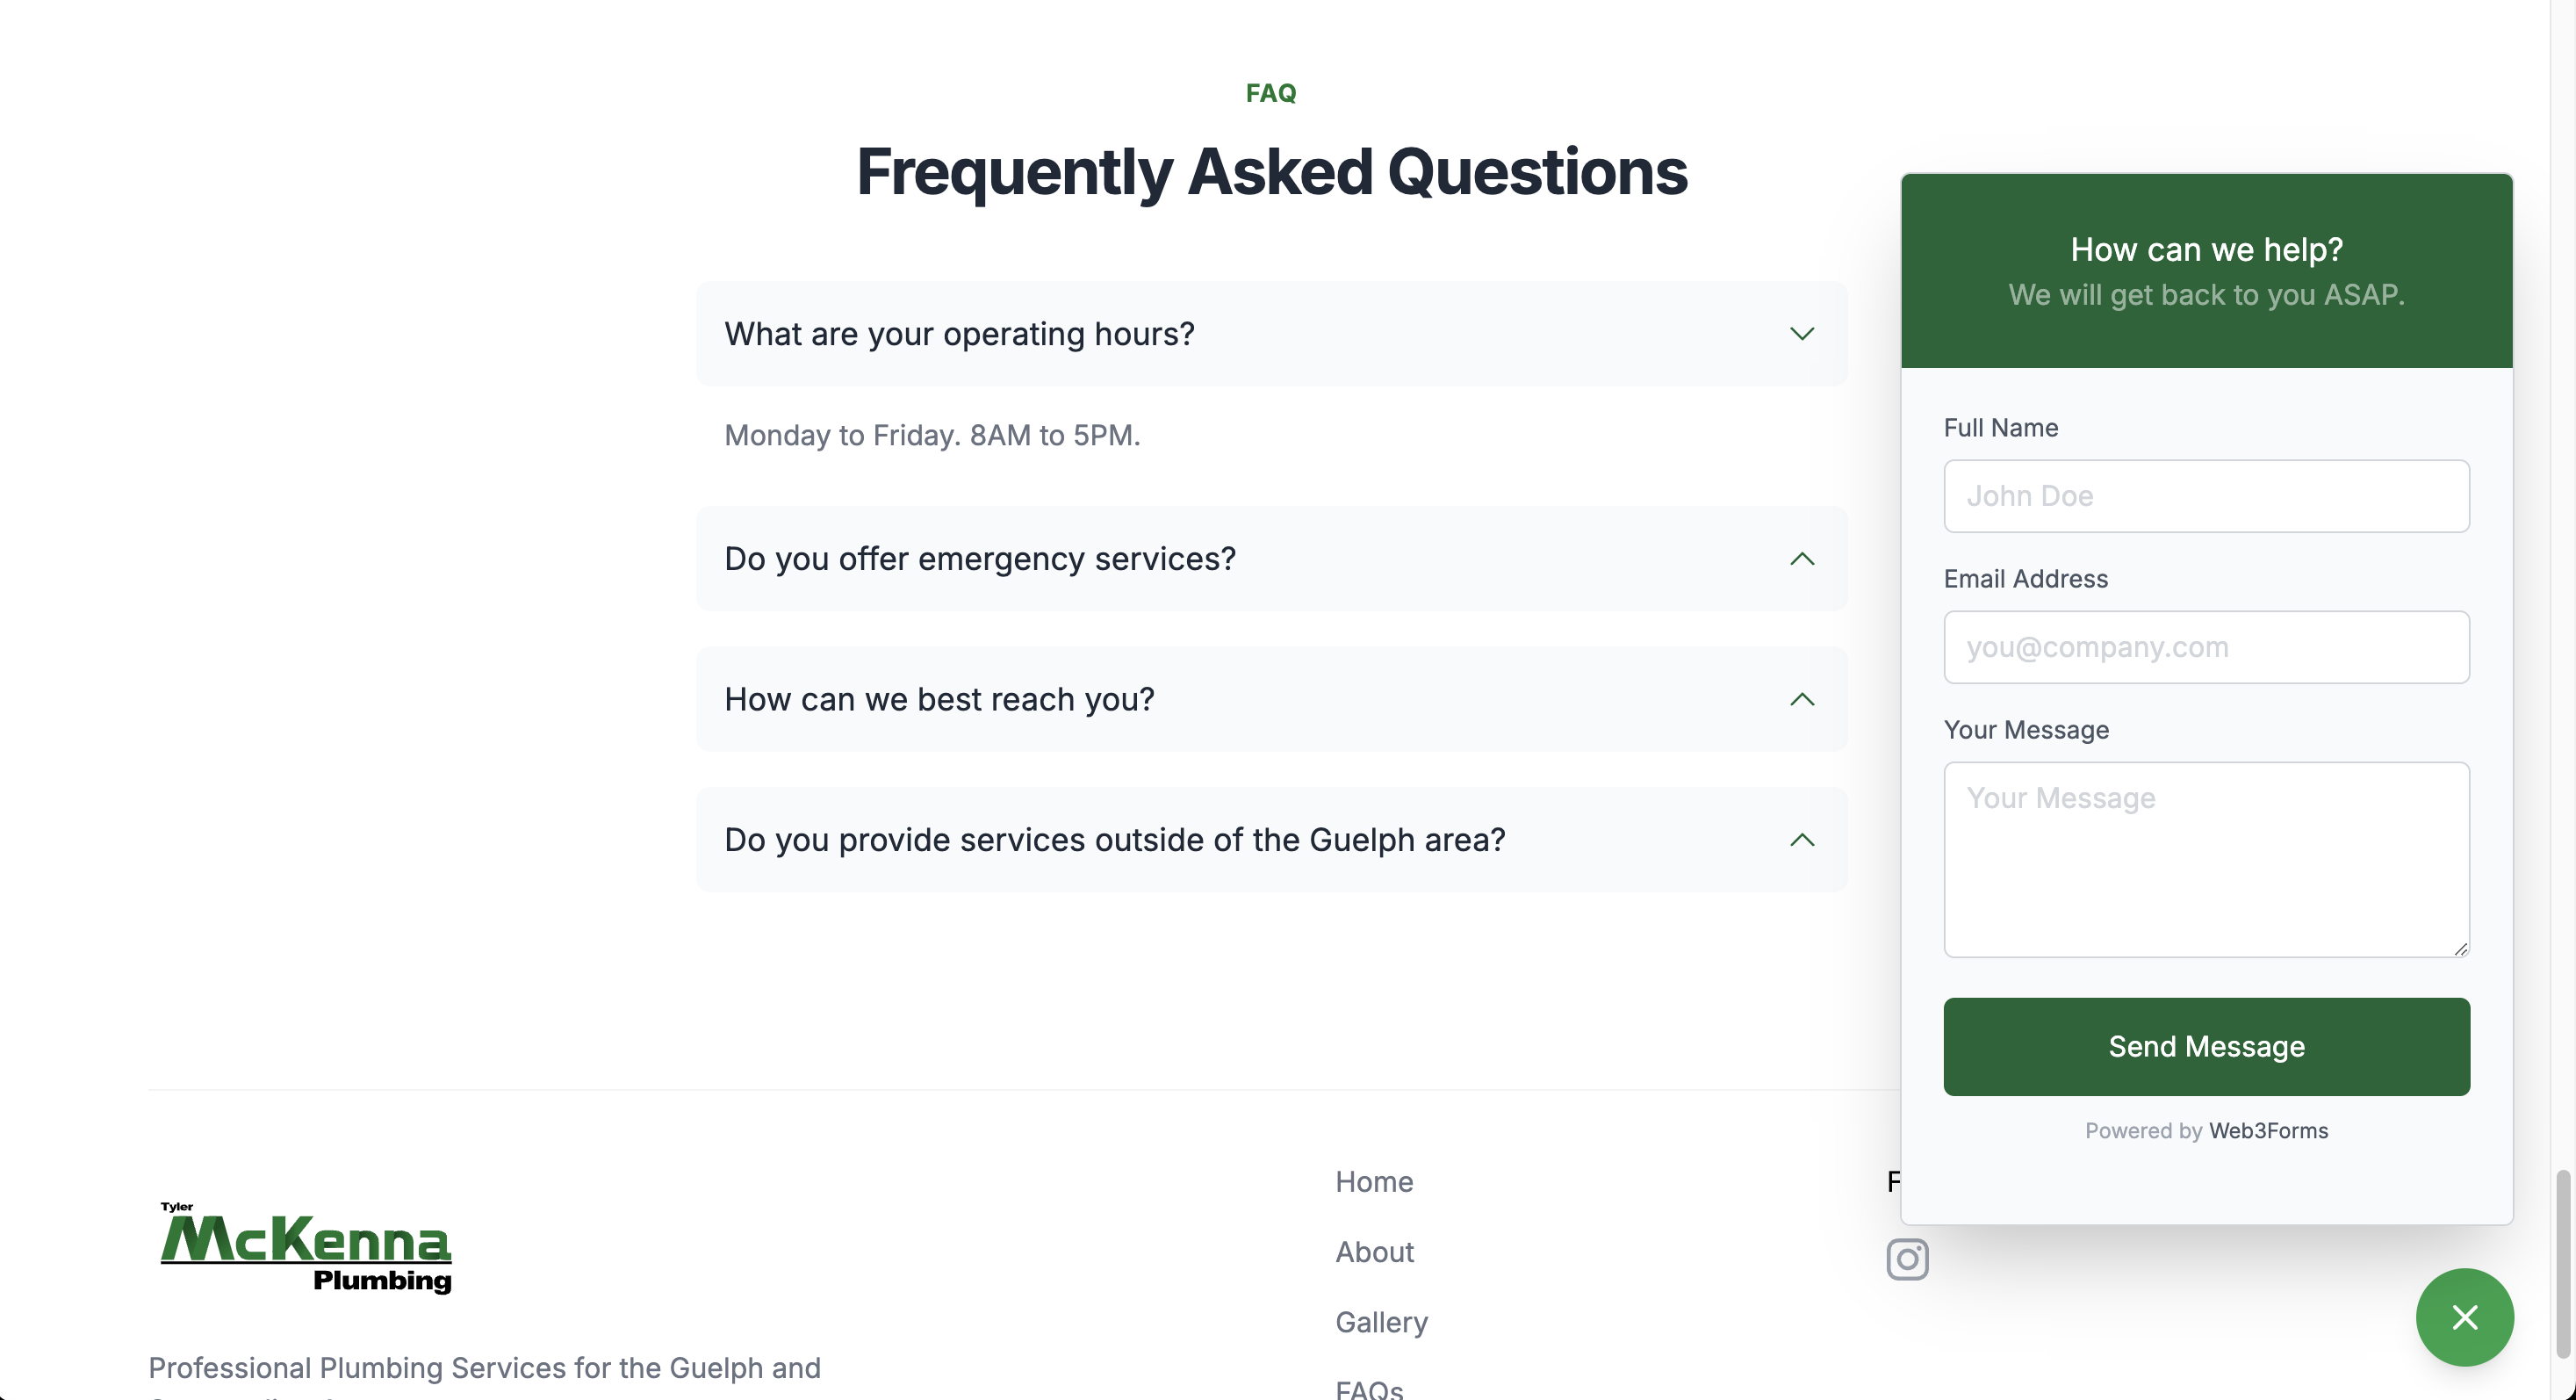 FAQ
Frequently Asked Questions
What are your operating hours?
Monday to Friday. 8AM to 5PM.
Do you offer emergency services?
How can we best reach you?
Do you provide services outside of the Guelph area?
How can we help?
We will get back to you ASAP.
Full Name
John Doe
Email Address
you@company.com
Your Message
Your Message
Send Message
Powered by Web3Forms
Tyler
McKenna
Plumbing
Professional Plumbing Services for the Guelph and
Home
About
Gallery
FAQs
F